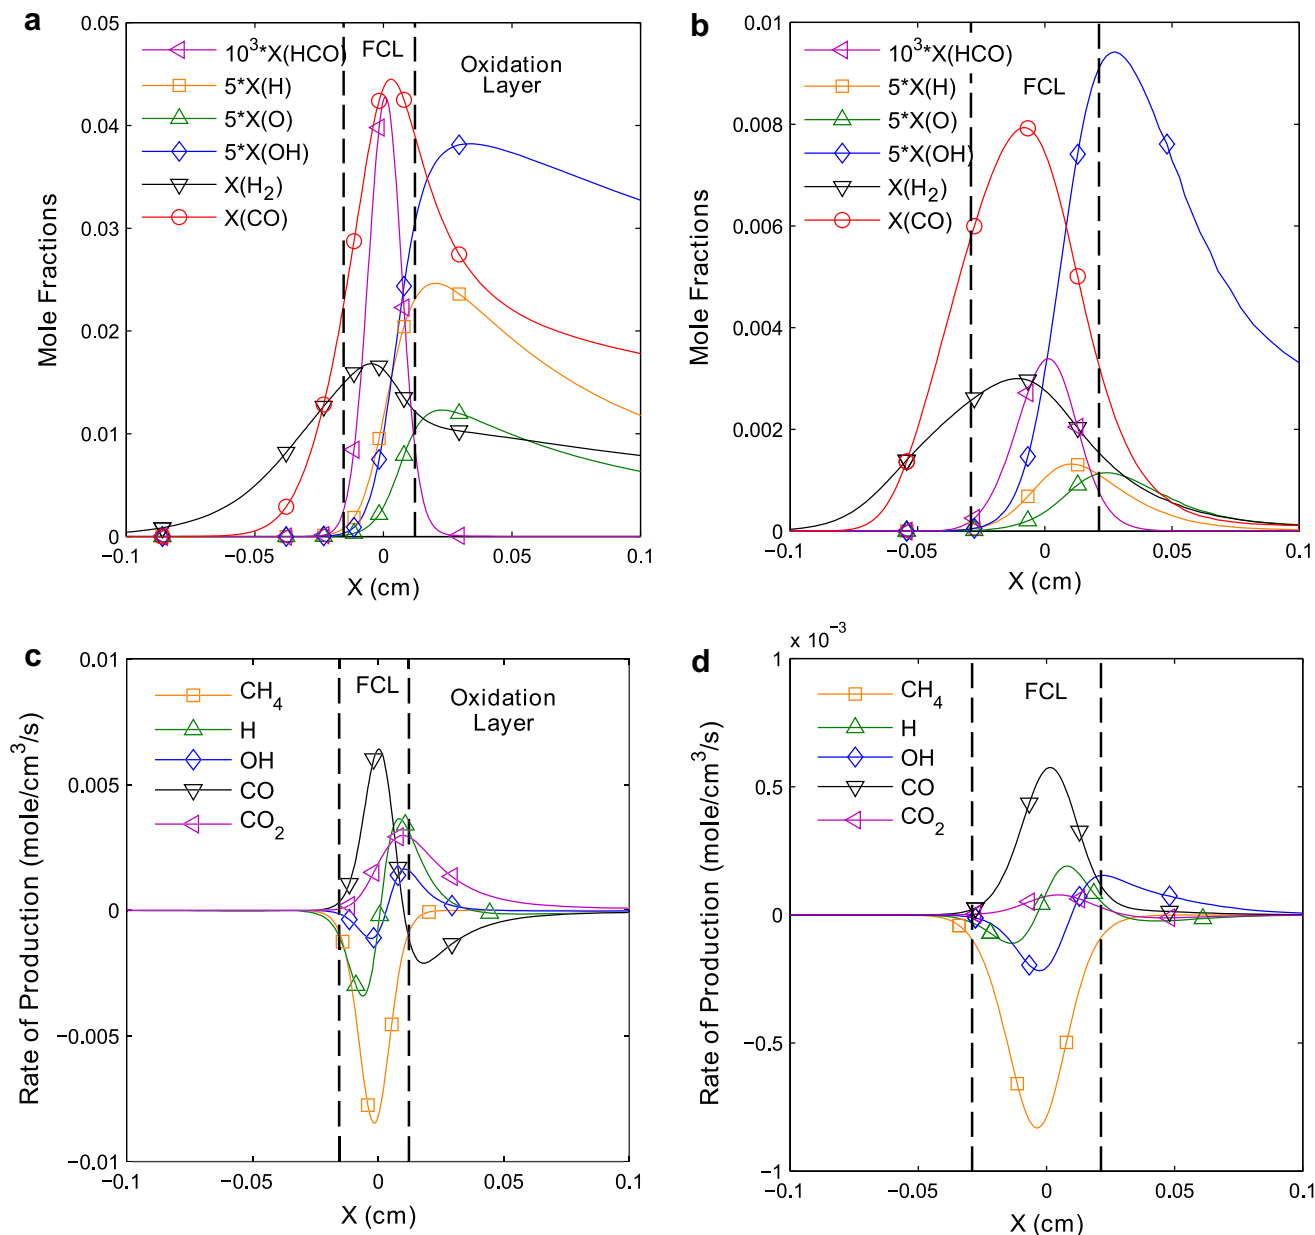 a
0.05
0.04
0.03
0.02
0.01
0
−0.1
−0.05
0
0.05
0.1
Mole Fractions
X (cm)
10³*X(HCO)
5*X(H)
5*X(O)
5*X(OH)
X(H₂)
X(CO)
FCL
Oxidation
Layer
b
0.01
0.008
0.006
0.004
0.002
0
−0.1
−0.05
0
0.05
0.1
Mole Fractions
X (cm)
10³*X(HCO)
5*X(H)
5*X(O)
5*X(OH)
X(H₂)
X(CO)
FCL
c
0.01
0.005
0
−0.005
−0.01
−0.1
−0.05
0
0.05
0.1
Rate of Production (mole/cm³/s)
X (cm)
CH₄
H
OH
CO
CO₂
FCL
Oxidation
Layer
d
x 10⁻³
1
0.5
0
−0.5
−1
−0.1
−0.05
0
0.05
0.1
Rate of Production (mole/cm³/s)
X (cm)
CH₄
H
OH
CO
CO₂
FCL